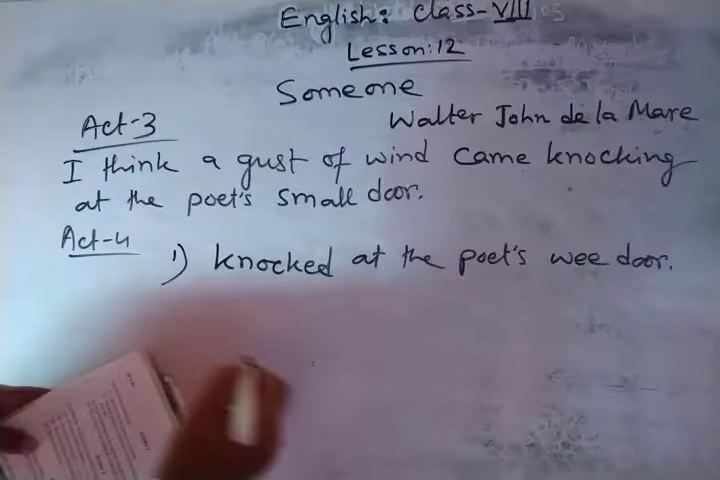 English: Class-VIII
Lesson:12
Someone
Walter John de la Mare
Act-3
I think a gust of wind came knocking
at the poet's small door.
Act-4
1) knocked at the poet's wee door.